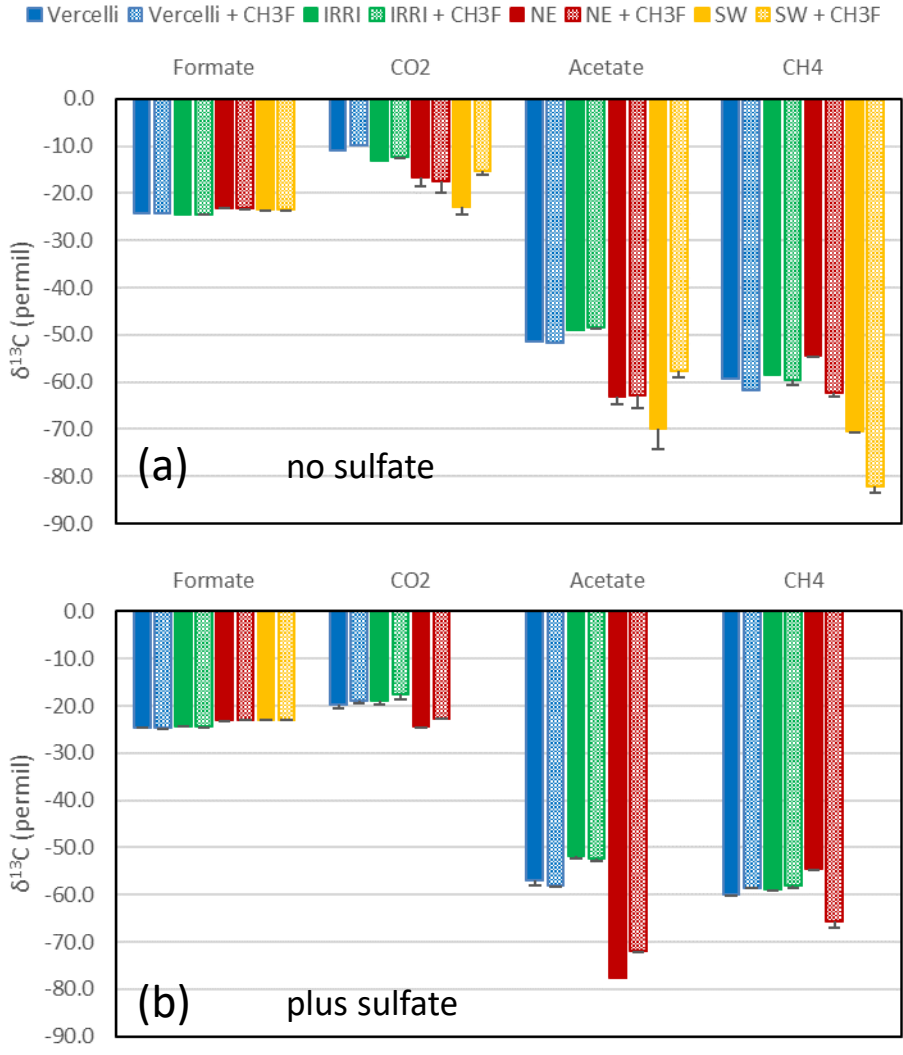 Vercelli Vercelli + CH3F IRRI IRRI + CH3F NE NE + CH3F SW SW + CH3F
Formate CO2 Acetate CH4
0.0
-10.0
-20.0
-30.0
-40.0
-50.0
-60.0
-70.0
-80.0
-90.0
δ13C (permil)
(a) no sulfate
Formate CO2 Acetate CH4
0.0
-10.0
-20.0
-30.0
-40.0
-50.0
-60.0
-70.0
-80.0
-90.0
δ13C (permil)
(b) plus sulfate